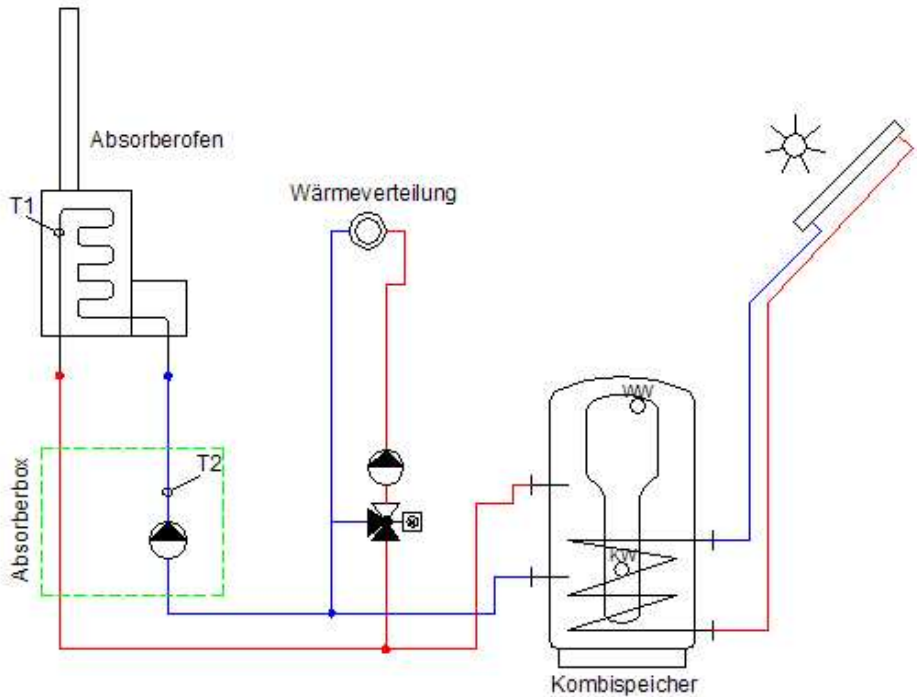 Absorberofen
T1
Wärmeverteilung
WW
T2
Absorberbox
KW
Kombispeicher